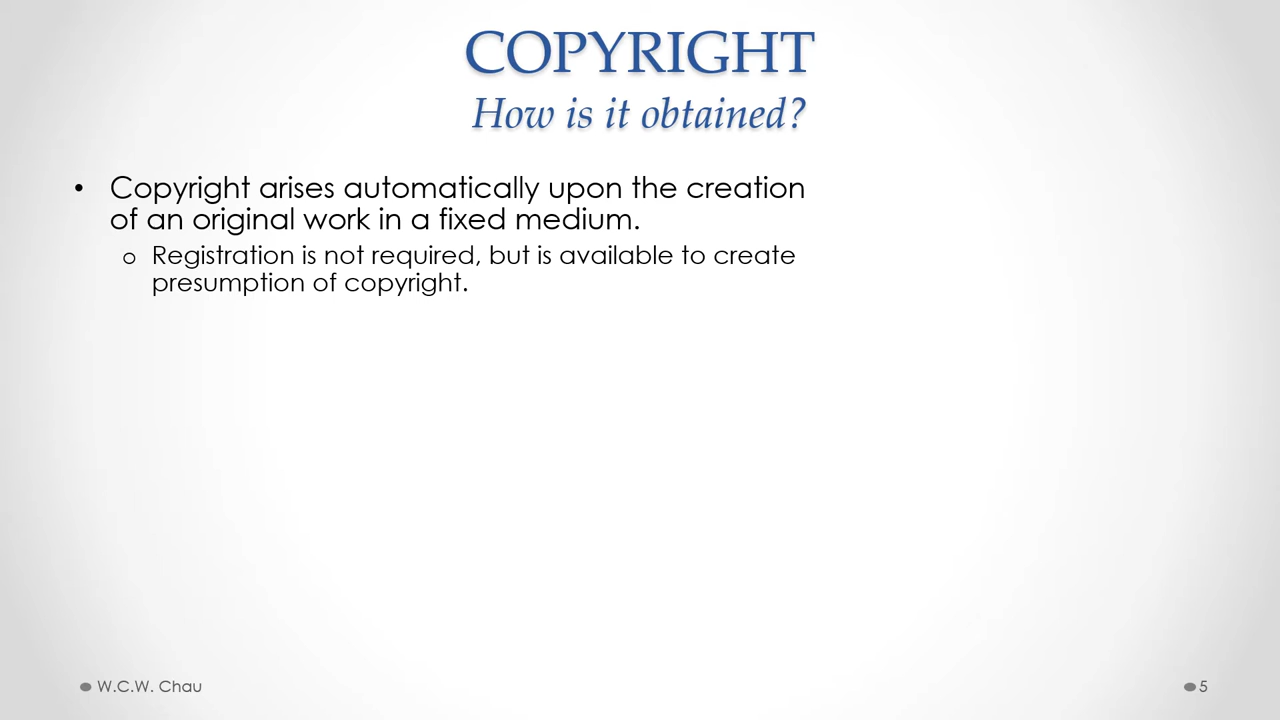 COPYRIGHT
How is it obtained?
• Copyright arises automatically upon the creation
of an original work in a fixed medium.
o Registration is not required, but is available to create
presumption of copyright.
W.C.W. Chau
5